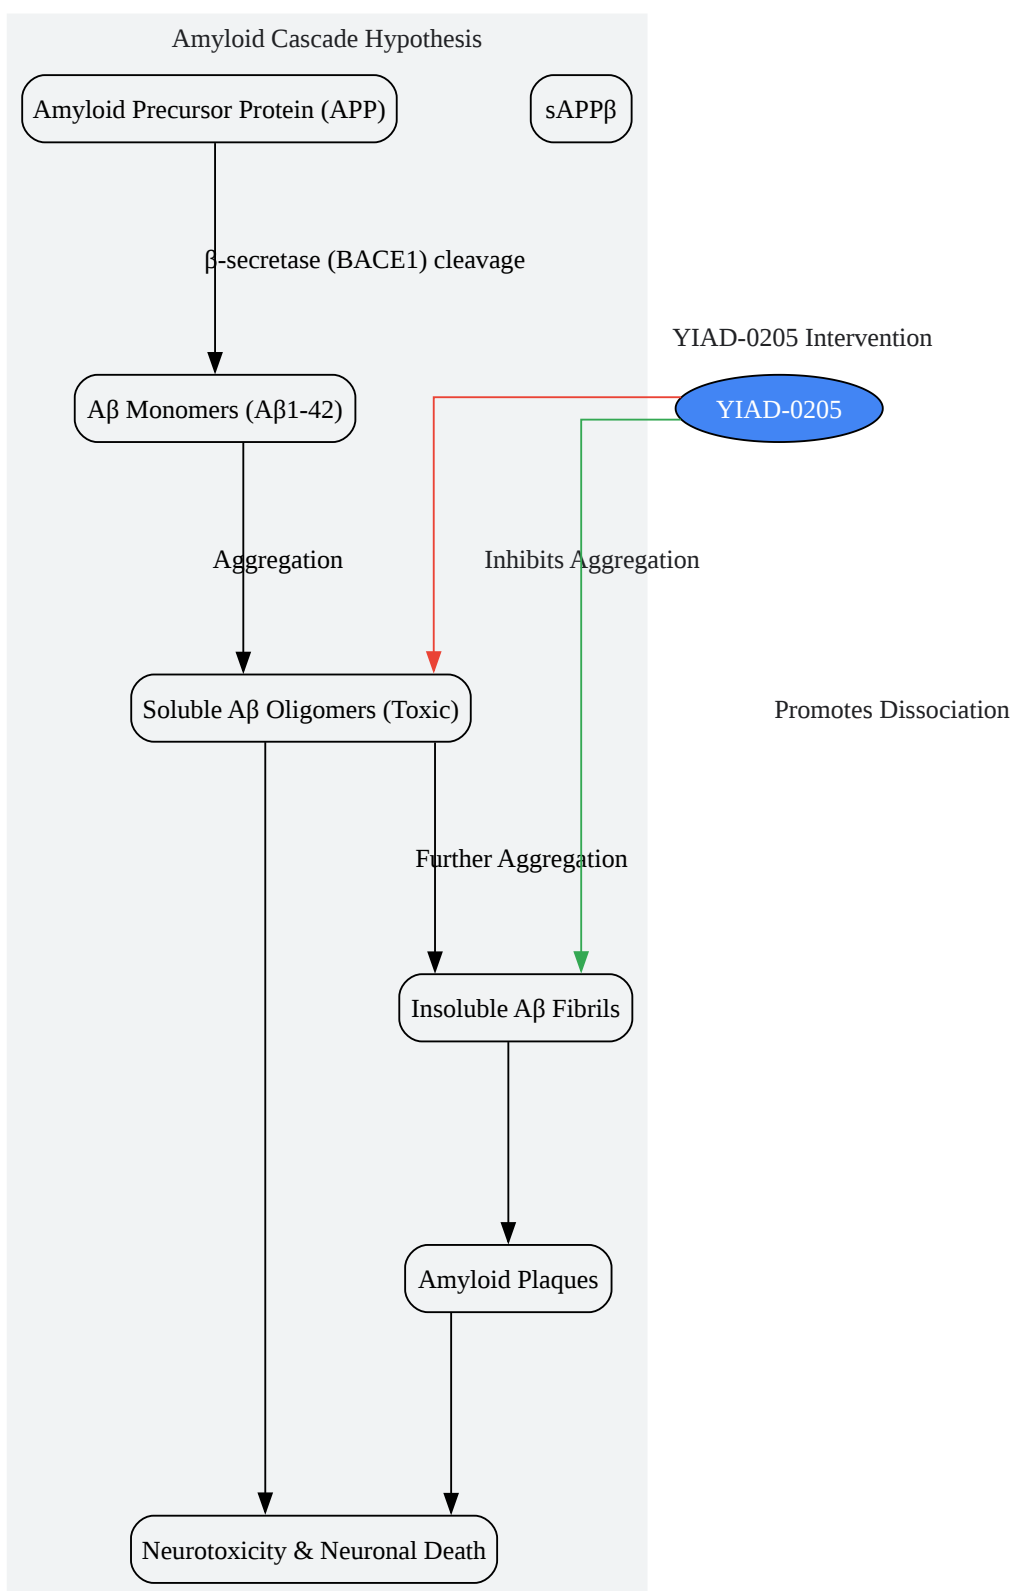 Amyloid Cascade Hypothesis
Amyloid Precursor Protein (APP)
sAPPβ
β-secretase (BACE1) cleavage
YIAD-0205 Intervention
Aβ Monomers (Aβ1-42)
YIAD-0205
Aggregation
Inhibits Aggregation
Soluble Aβ Oligomers (Toxic)
Promotes Dissociation
Further Aggregation
Insoluble Aβ Fibrils
Amyloid Plaques
Neurotoxicity & Neuronal Death